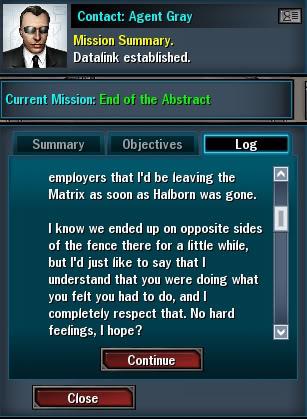 Contact: Agent Gray
Mission Summary.
Datalink established.
Current Mission: End of the Abstract
Summary
Objectives
Log
employers that I'd be leaving the
Matrix as soon as Halborn was gone.
I know we ended up on opposite sides
of the fence there for a little while,
but I'd just like to say that I
understand that you were doing what
you felt you had to do, and I
completely respect that. No hard
feelings, I hope?
Continue
Close